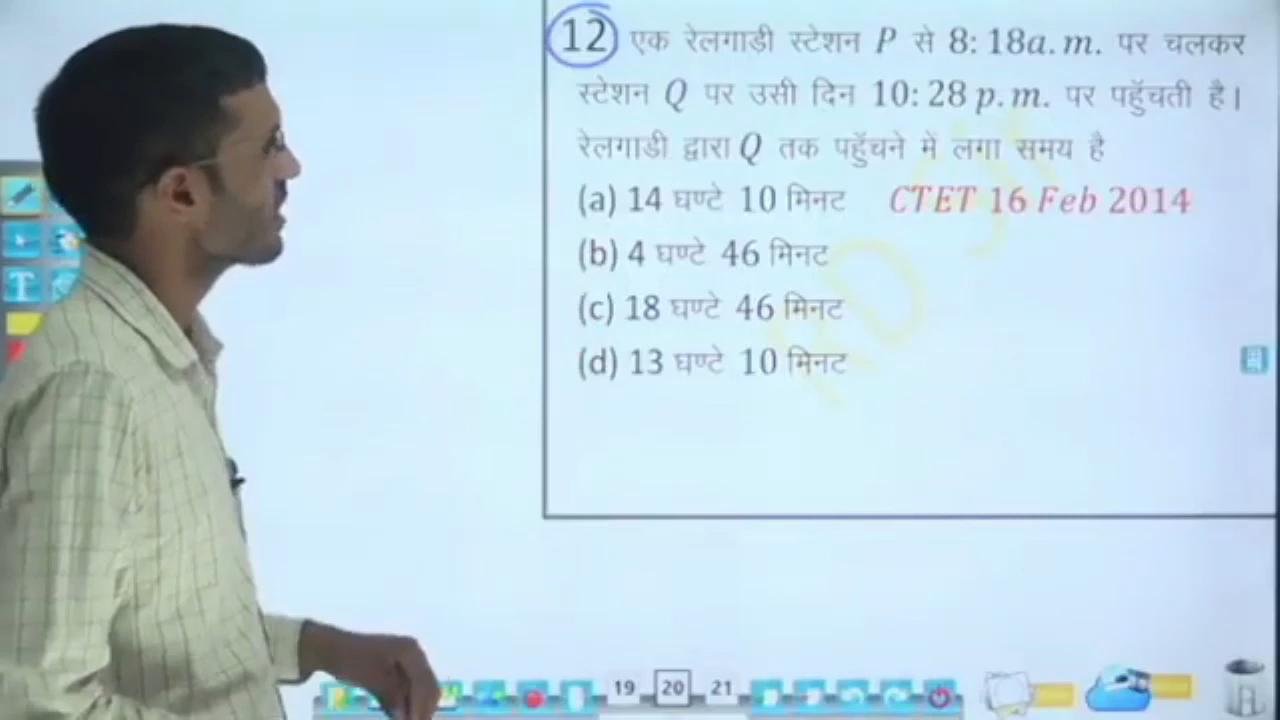 12 एक रेलगाडी स्टेशन P से 8: 18a. m. पर चलकर
स्टेशन Q पर उसी दिन 10: 28 p. m. पर पहुँचती है।
रेलगाडी द्वारा Q तक पहुँचने में लगा समय है
(a) 14 घण्टे 10 मिनट CTET 16 Feb 2014
(b) 4 घण्टे 46 मिनट
(c) 18 घण्टे 46 मिनट
(d) 13 घण्टे 10 मिनट
T
19 20 21